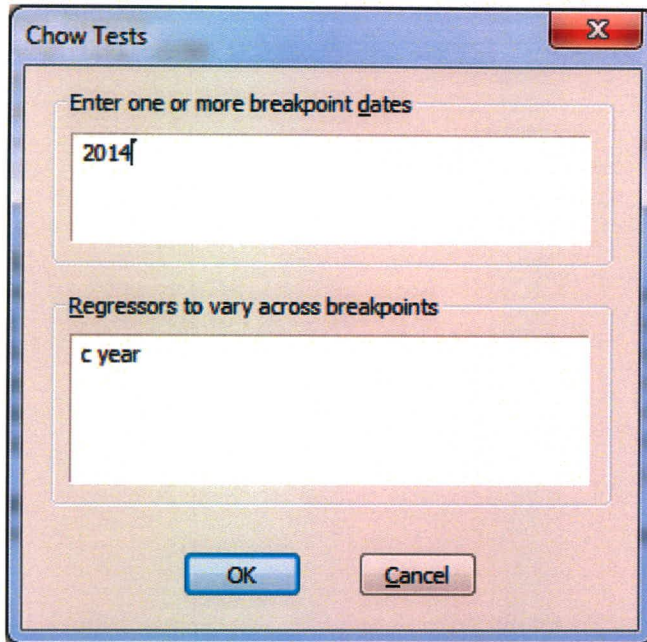 Chow Tests
X
Enter one or more breakpoint dates
2014
Regressors to vary across breakpoints
c year
OK
Cancel